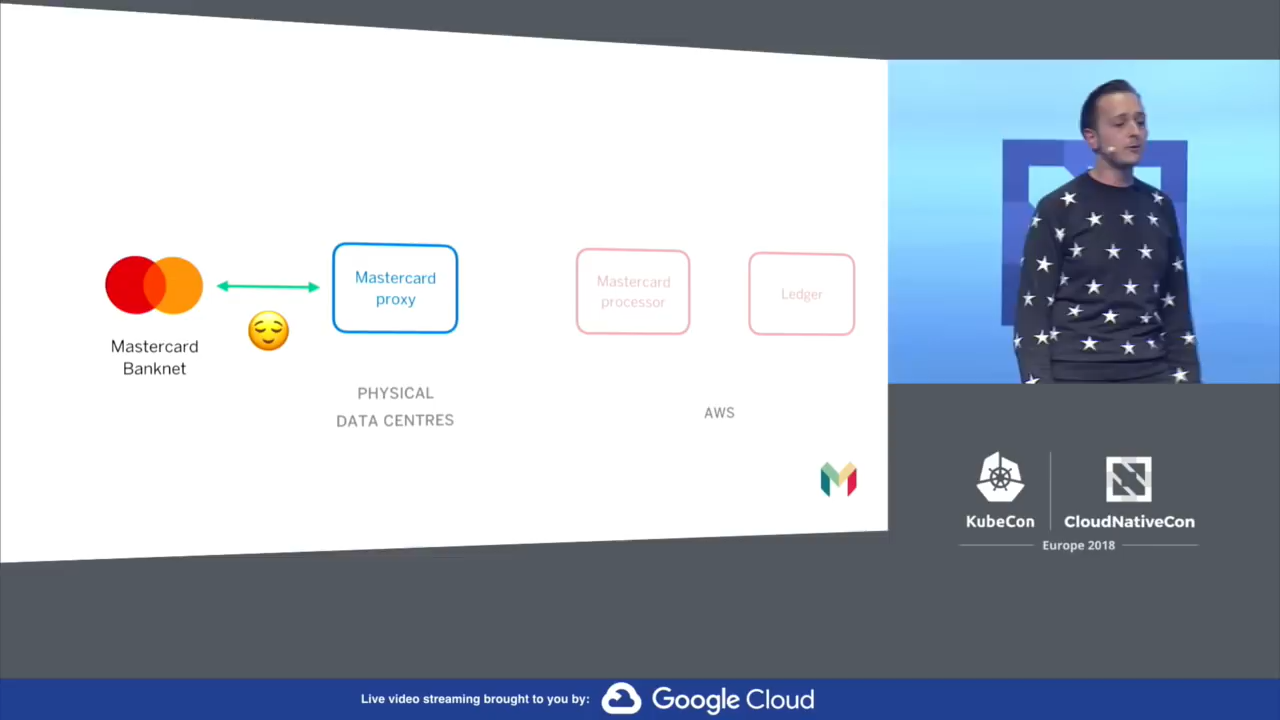 Mastercard
Banknet
Mastercard
proxy
PHYSICAL
DATA CENTRES
Mastercard
processor
Ledger
AWS
KubeCon
CloudNativeCon
Europe 2018
Live video streaming brought to you by:
Google Cloud